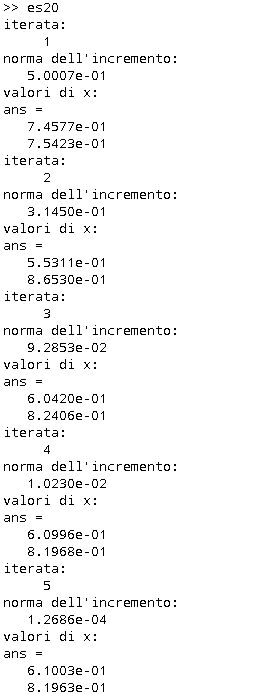 >> es20
iterata:
1
norma dell'incremento:
5.0007e-01
valori di x:
ans =
7.4577e-01
7.5423e-01
iterata:
2
norma dell'incremento:
3.1450e-01
valori di x:
ans =
5.5311e-01
8.6530e-01
iterata:
3
norma dell'incremento:
9.2853e-02
valori di x:
ans =
6.0420e-01
8.2406e-01
iterata:
4
norma dell'incremento:
1.0230e-02
valori di x:
ans =
6.0996e-01
8.1968e-01
iterata:
5
norma dell'incremento:
1.2686e-04
valori di x:
ans =
6.1003e-01
8.1963e-01